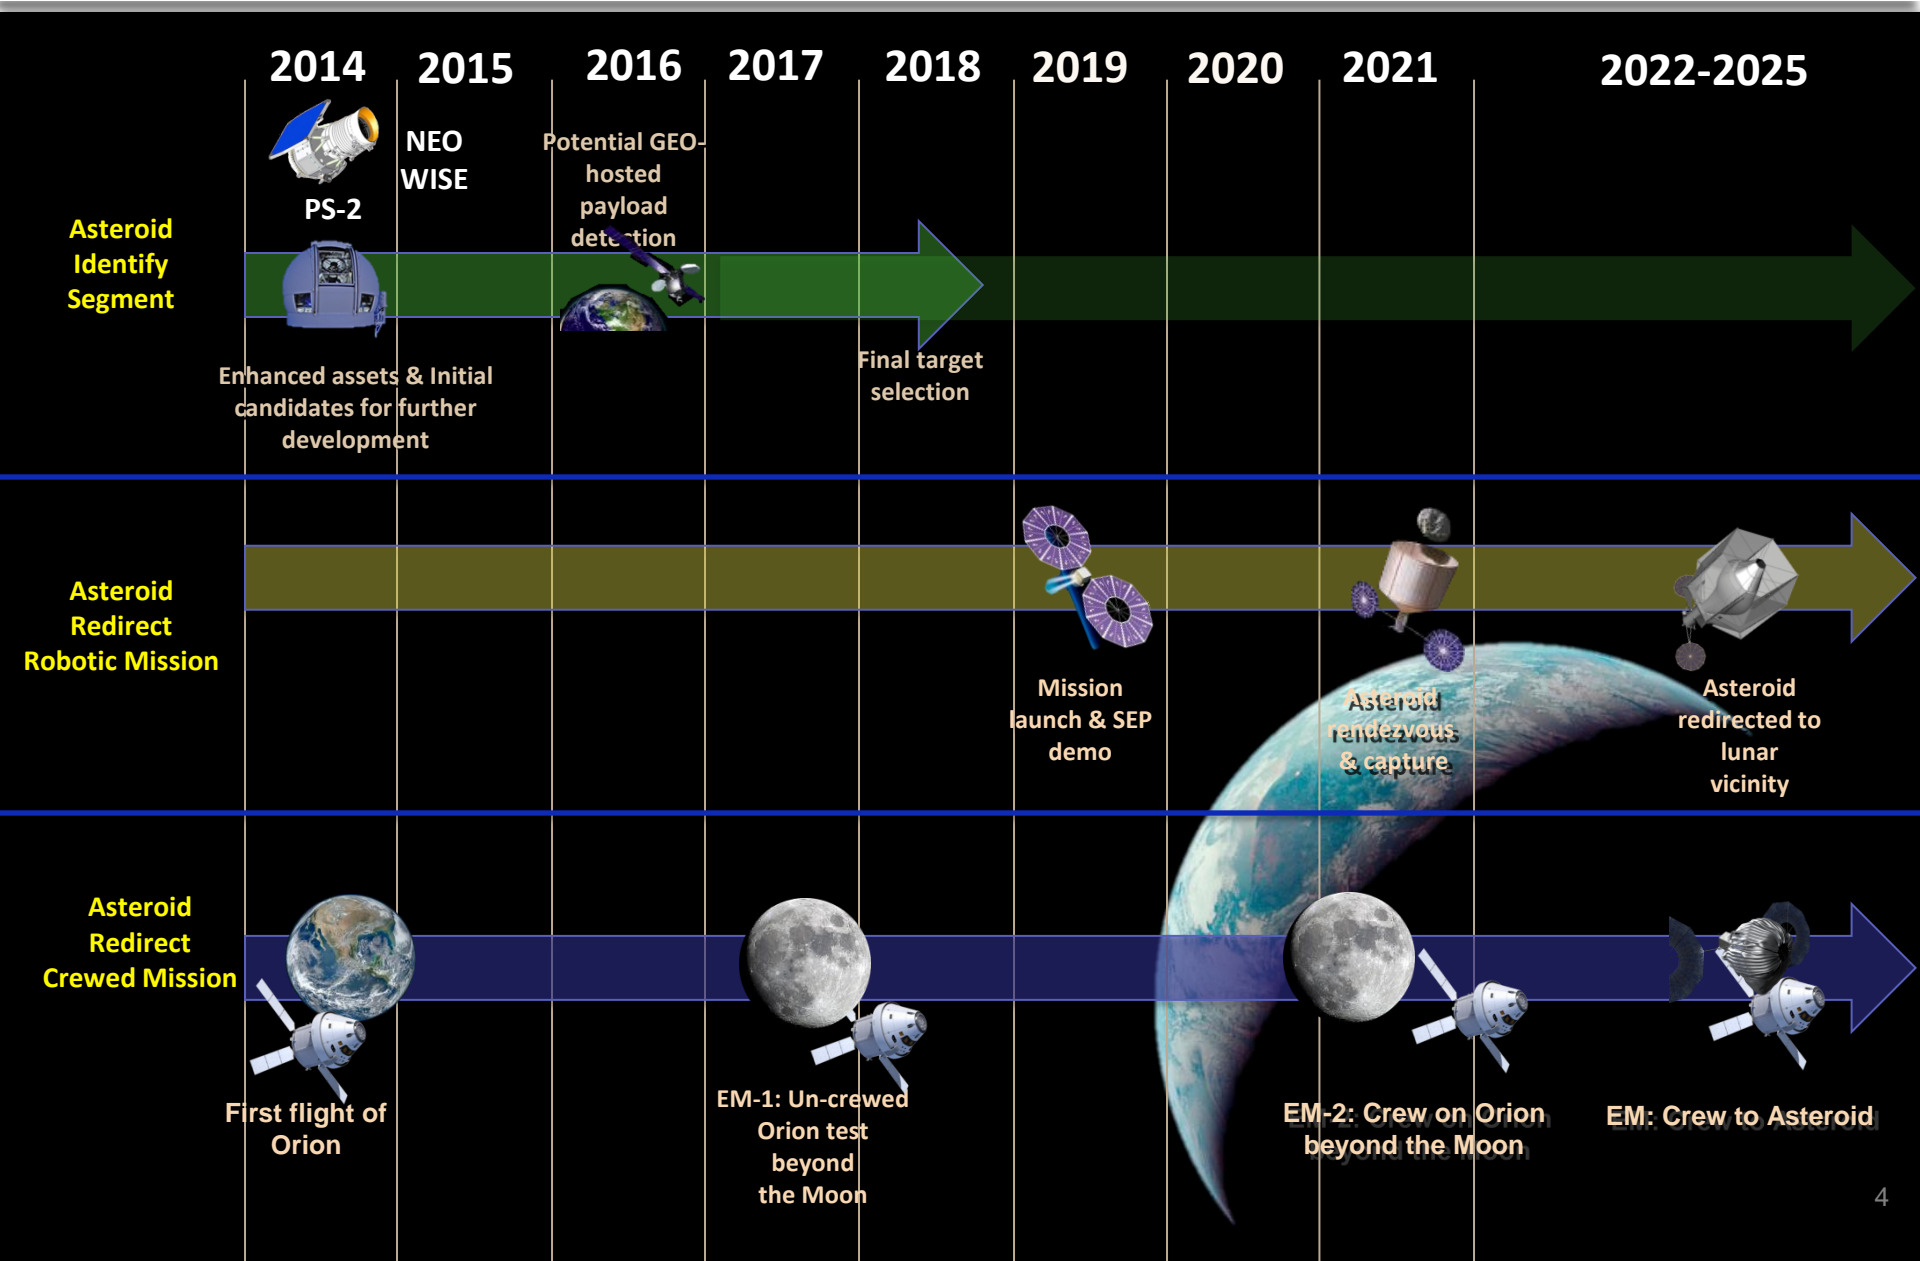 2014 2015 2016 2017 2018 2019 2020 2021 2022-2025
NEO
WISE
PS-2
Potential GEO-
hosted
payload
detection
Asteroid
Identify
Segment
Enhanced assets & Initial
candidates for further
development
Final target
selection
Asteroid
Redirect
Robotic Mission
Mission
launch & SEP
demo
Asteroid
rendezvous
& capture
Asteroid
redirected to
lunar
vicinity
Asteroid
Redirect
Crewed Mission
First flight of
Orion
EM-1: Un-crewed
Orion test
beyond
the Moon
EM-2: Crew on Orion
beyond the Moon
EM: Crew to Asteroid
4